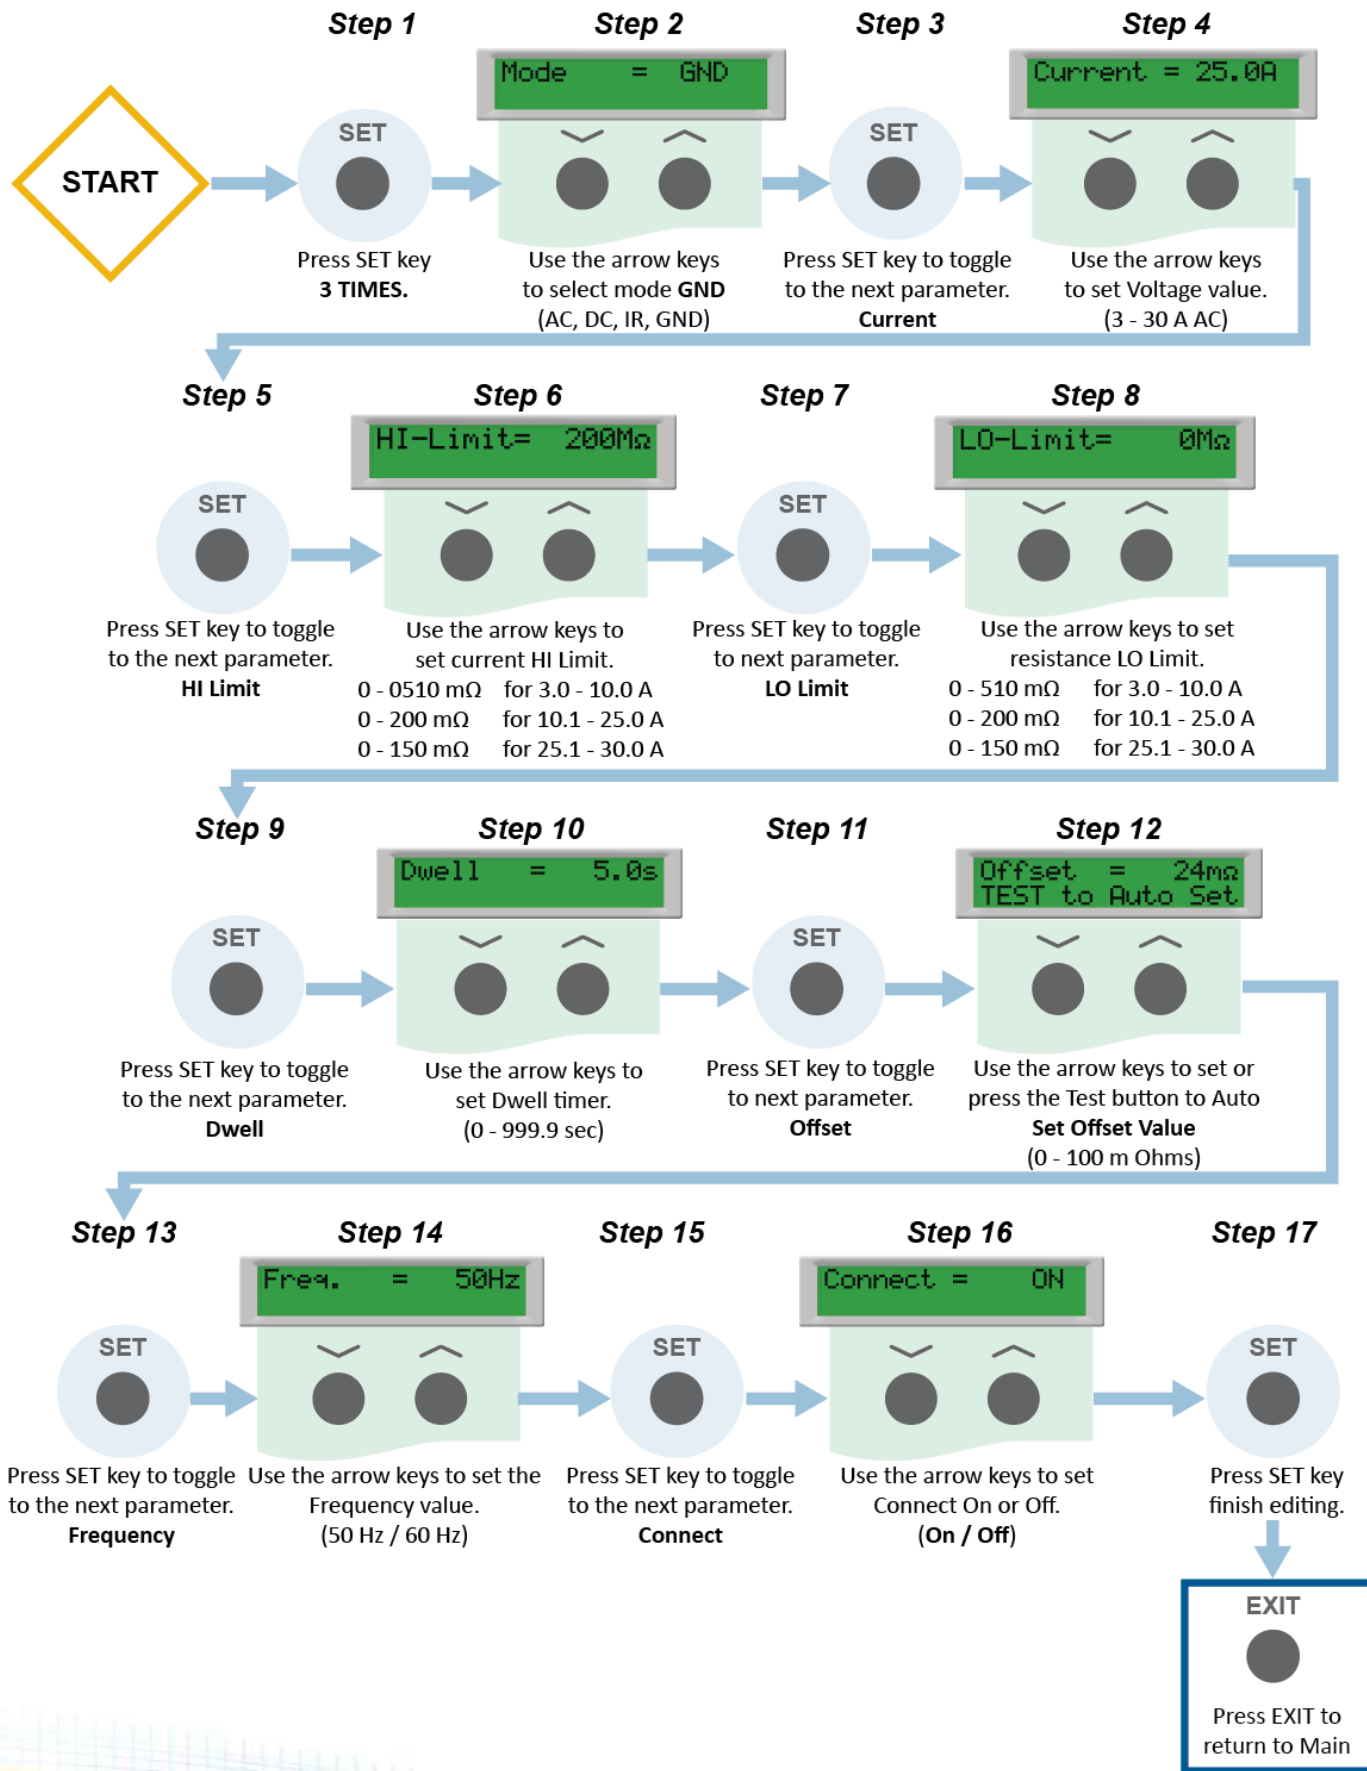 Step 1
Step 2
Step 3
Step 4
START
SET
Press SET key
3 TIMES.
Mode = GND
Use the arrow keys
to select mode GND
(AC, DC, IR, GND)
SET
Press SET key to toggle
to the next parameter.
Current
Current = 25.0A
Use the arrow keys
to set Voltage value.
(3 - 30 A AC)
Step 5
Step 6
Step 7
Step 8
SET
Press SET key to toggle
to the next parameter.
HI Limit
HI-Limit= 200MΩ
Use the arrow keys to
set current HI Limit.
0 - 0510 mΩ for 3.0 - 10.0 A
0 - 200 mΩ for 10.1 - 25.0 A
0 - 150 mΩ for 25.1 - 30.0 A
SET
Press SET key to toggle
to next parameter.
LO Limit
LO-Limit= 0MΩ
Use the arrow keys to set
resistance LO Limit.
0 - 510 mΩ for 3.0 - 10.0 A
0 - 200 mΩ for 10.1 - 25.0 A
0 - 150 mΩ for 25.1 - 30.0 A
Step 9
Step 10
Step 11
Step 12
SET
Press SET key to toggle
to the next parameter.
Dwell
Dwell = 5.0s
Use the arrow keys to
set Dwell timer.
(0 - 999.9 sec)
SET
Press SET key to toggle
to next parameter.
Offset
Offset = 24mΩ
TEST to Auto Set
Use the arrow keys to set or
press the Test button to Auto
Set Offset Value
(0 - 100 m Ohms)
Step 13
Step 14
Step 15
Step 16
Step 17
SET
Press SET key to toggle
to the next parameter.
Frequency
Freq. = 50Hz
Use the arrow keys to set the
Frequency value.
(50 Hz / 60 Hz)
SET
Press SET key to toggle
to the next parameter.
Connect
Connect = ON
Use the arrow keys to set
Connect On or Off.
(On / Off)
SET
Press SET key
finish editing.
EXIT
Press EXIT to
return to Main